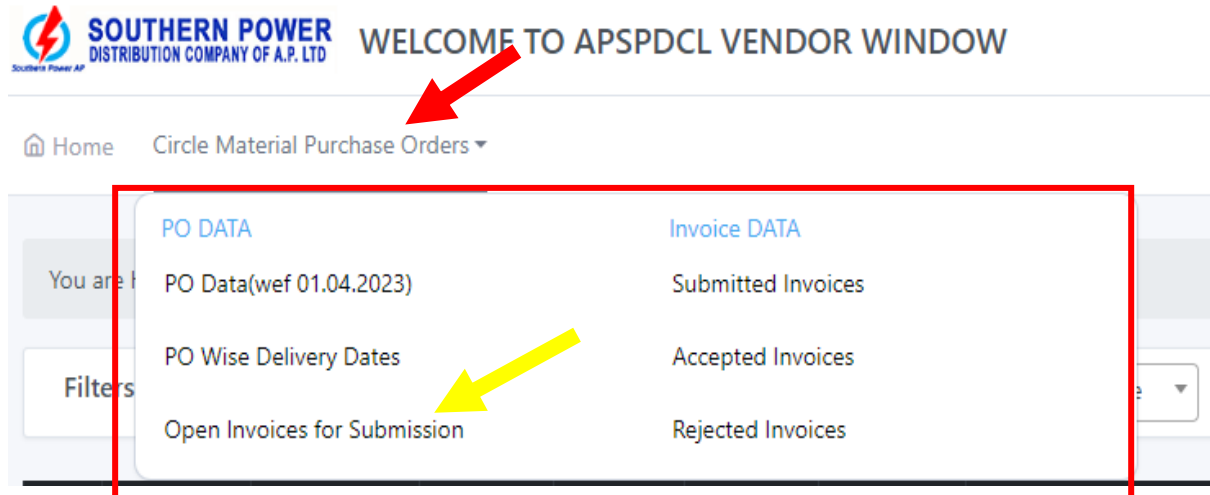 SOUTHERN POWER
DISTRIBUTION COMPANY OF A.P. LTD
Southern Power AP
WELCOME TO APSPDCL VENDOR WINDOW
Home Circle Material Purchase Orders
PO DATA
Invoice DATA
You are
PO Data(wef 01.04.2023)
Submitted Invoices
PO Wise Delivery Dates
Accepted Invoices
Filters
Open Invoices for Submission
Rejected Invoices